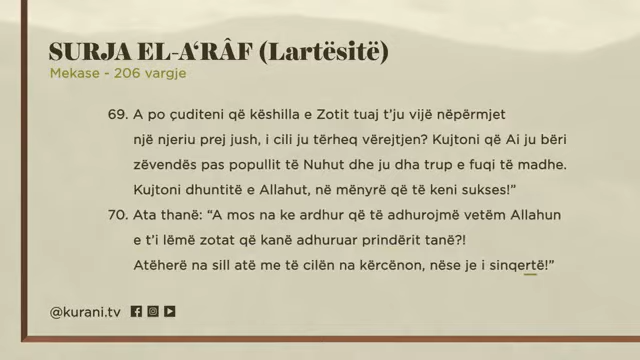 SURJA EL-A‘RÂF (Lartësitë)
Mekase - 206 vargje
69. A po çuditeni që këshilla e Zotit tuaj t’ju vijë nëpërmjet
një njeriu prej jush, i cili ju tërheq vërejtjen? Kujtoni që Ai ju bëri
zëvendës pas popullit të Nuhut dhe ju dha trup e fuqi të madhe.
Kujtoni dhuntitë e Allahut, në mënyrë që të keni sukses!”
70. Ata thanë: “A mos na ke ardhur që të adhurojmë vetëm Allahun
e t’i lëmë zotat që kanë adhuruar prindërit tanë?!
Atëherë na sill atë me të cilën na kërcënon, nëse je i sinqertë!”
@kurani.tv